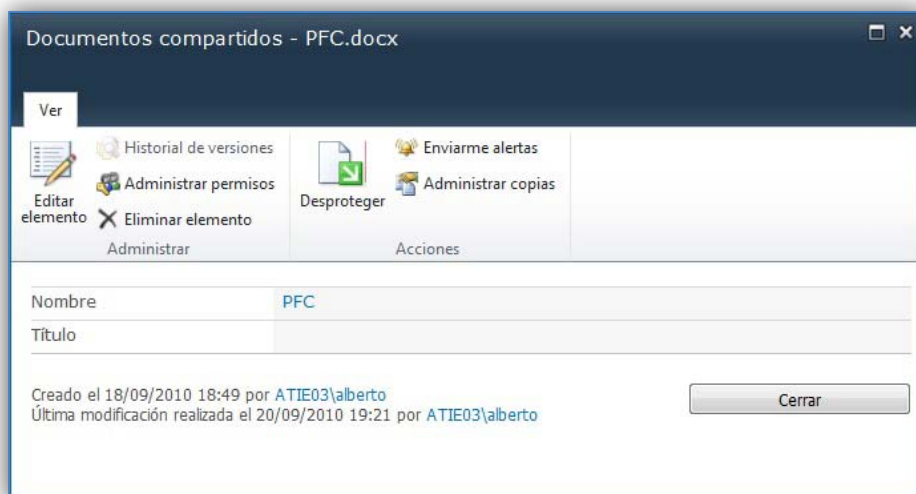 Documentos compartidos - PFC.docx
Ver
Editar elemento
Historial de versiones
Administrar permisos
Eliminar elemento
Administrar
Desproteger
Enviarme alertas
Administrar copias
Acciones
Nombre PFC
Título
Creado el 18/09/2010 18:49 por ATIE03\alberto
Última modificación realizada el 20/09/2010 19:21 por ATIE03\alberto
Cerrar